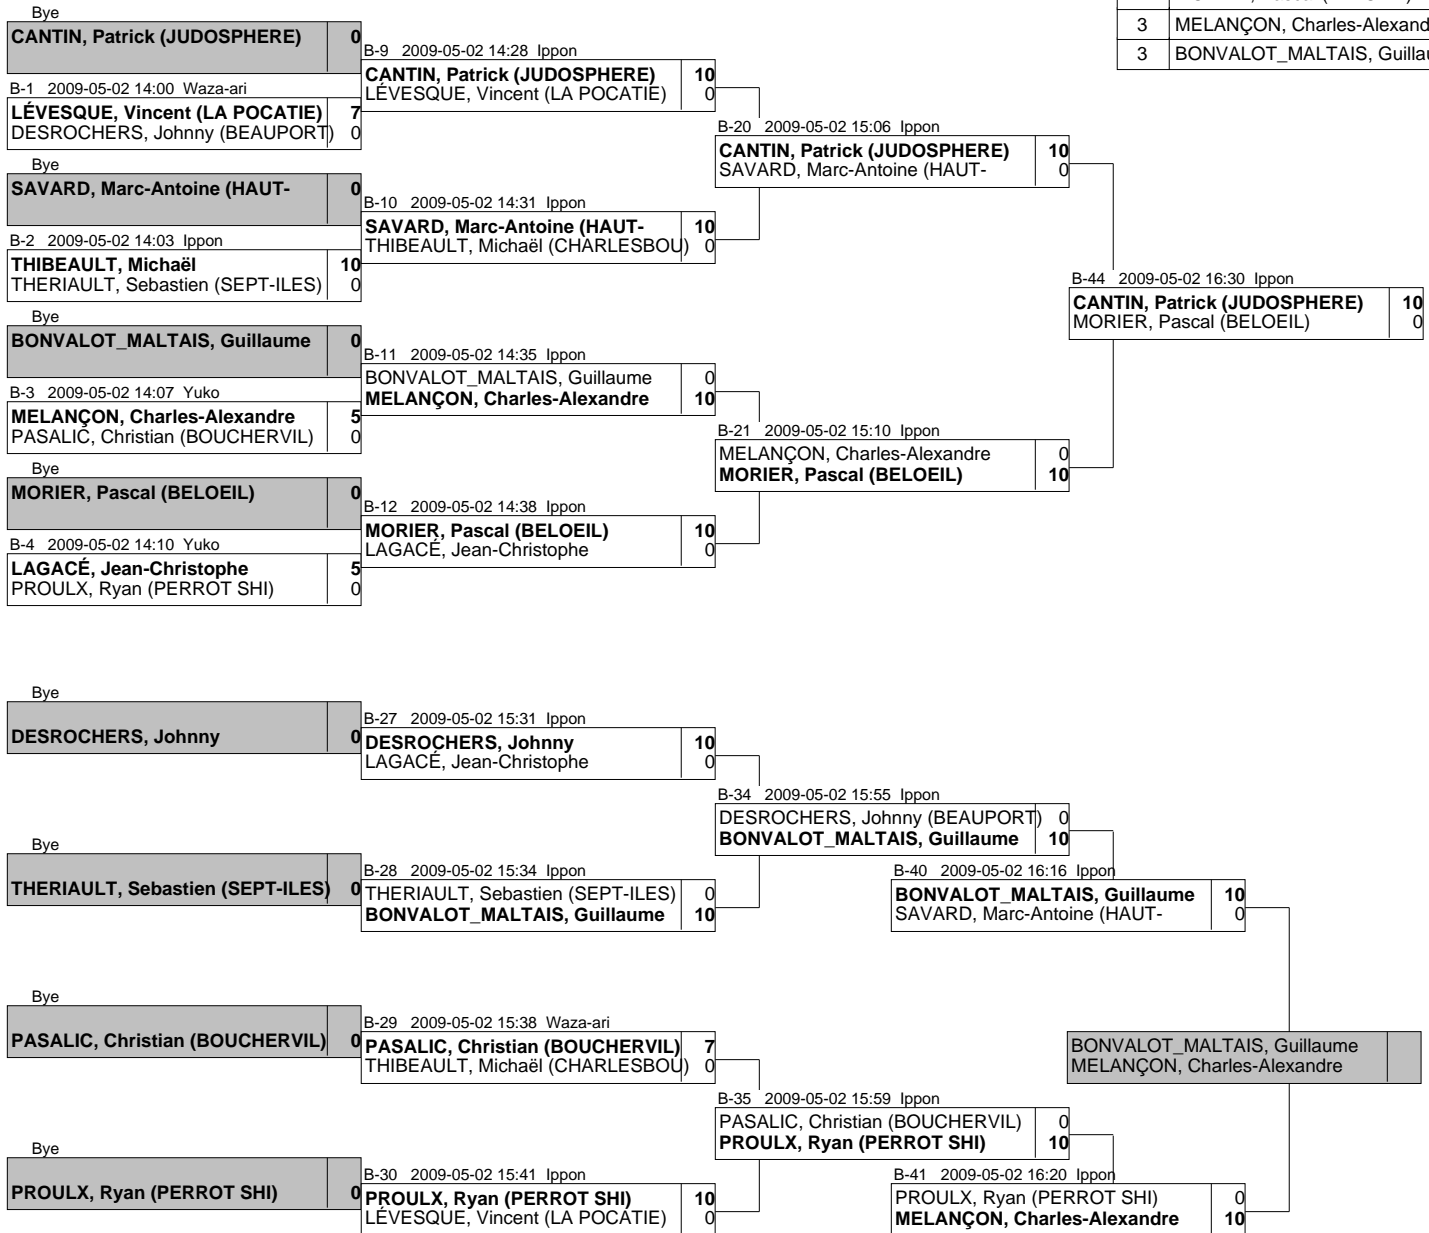 3 MELANÇON, Charles-Alexand
3 BONVALOT_MALTAIS, Guillau
Bye
CANTIN, Patrick (JUDOSPHERE) 0
B-1 2009-05-02 14:00 Waza-ari
LÉVESQUE, Vincent (LA POCATIE) 7
DESROCHERS, Johnny (BEAUPORT) 0
Bye
SAVARD, Marc-Antoine (HAUT- 0
B-2 2009-05-02 14:03 Ippon
THIBEAULT, Michaël 10
THERIAULT, Sebastien (SEPT-ILES) 0
Bye
BONVALOT_MALTAIS, Guillaume 0
B-3 2009-05-02 14:07 Yuko
MELANÇON, Charles-Alexandre 5
PASALIC, Christian (BOUCHERVIL) 0
Bye
MORIER, Pascal (BELOEIL) 0
B-4 2009-05-02 14:10 Yuko
LAGACÉ, Jean-Christophe 5
PROULX, Ryan (PERROT SHI) 0
B-9 2009-05-02 14:28 Ippon
CANTIN, Patrick (JUDOSPHERE) 10
LÉVESQUE, Vincent (LA POCATIE) 0
B-10 2009-05-02 14:31 Ippon
SAVARD, Marc-Antoine (HAUT- 10
THIBEAULT, Michaël (CHARLESBOU) 0
B-11 2009-05-02 14:35 Ippon
BONVALOT_MALTAIS, Guillaume 0
MELANÇON, Charles-Alexandre 10
B-12 2009-05-02 14:38 Ippon
MORIER, Pascal (BELOEIL) 10
LAGACÉ, Jean-Christophe 0
B-20 2009-05-02 15:06 Ippon
CANTIN, Patrick (JUDOSPHERE) 10
SAVARD, Marc-Antoine (HAUT- 0
B-21 2009-05-02 15:10 Ippon
MELANÇON, Charles-Alexandre 0
MORIER, Pascal (BELOEIL) 10
B-44 2009-05-02 16:30 Ippon
CANTIN, Patrick (JUDOSPHERE) 10
MORIER, Pascal (BELOEIL) 0
Bye
DESROCHERS, Johnny 0
Bye
THERIAULT, Sebastien (SEPT-ILES) 0
Bye
PASALIC, Christian (BOUCHERVIL) 0
Bye
PROULX, Ryan (PERROT SHI) 0
B-27 2009-05-02 15:31 Ippon
DESROCHERS, Johnny 10
LAGACÉ, Jean-Christophe 0
B-28 2009-05-02 15:34 Ippon
THERIAULT, Sebastien (SEPT-ILES) 0
BONVALOT_MALTAIS, Guillaume 10
B-29 2009-05-02 15:38 Waza-ari
PASALIC, Christian (BOUCHERVIL) 7
THIBEAULT, Michaël (CHARLESBOU) 0
B-30 2009-05-02 15:41 Ippon
PROULX, Ryan (PERROT SHI) 10
LÉVESQUE, Vincent (LA POCATIE) 0
B-34 2009-05-02 15:55 Ippon
DESROCHERS, Johnny (BEAUPORT) 0
BONVALOT_MALTAIS, Guillaume 10
B-35 2009-05-02 15:59 Ippon
PASALIC, Christian (BOUCHERVIL) 0
PROULX, Ryan (PERROT SHI) 10
B-40 2009-05-02 16:16 Ippon
BONVALOT_MALTAIS, Guillaume 10
SAVARD, Marc-Antoine (HAUT- 0
B-41 2009-05-02 16:20 Ippon
PROULX, Ryan (PERROT SHI) 0
MELANÇON, Charles-Alexandre 10
BONVALOT_MALTAIS, Guillaume
MELANÇON, Charles-Alexandre